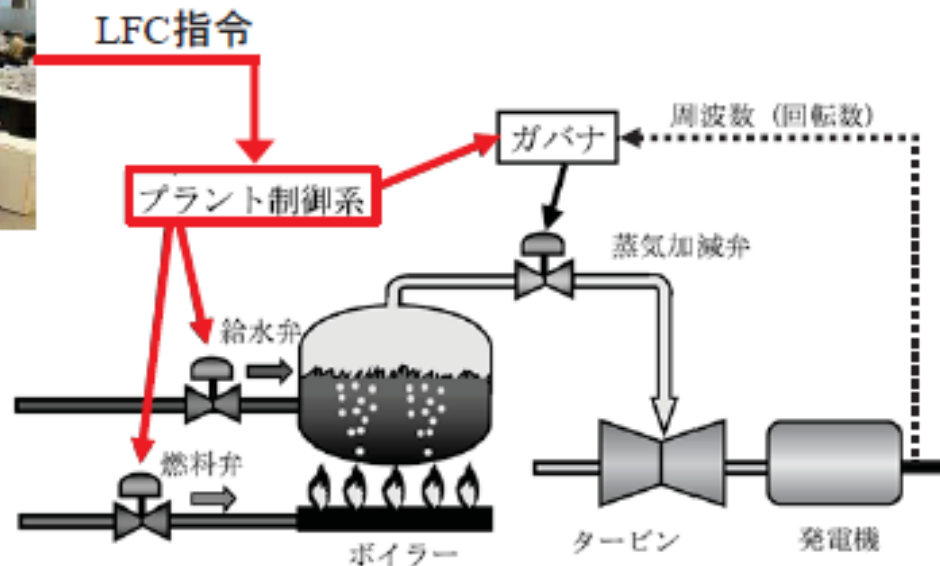 LFC指令
周波数（回転数）
ガバナ
プラント制御系
蒸気加減弁
給水弁
燃料弁
ボイラー
タービン
発電機